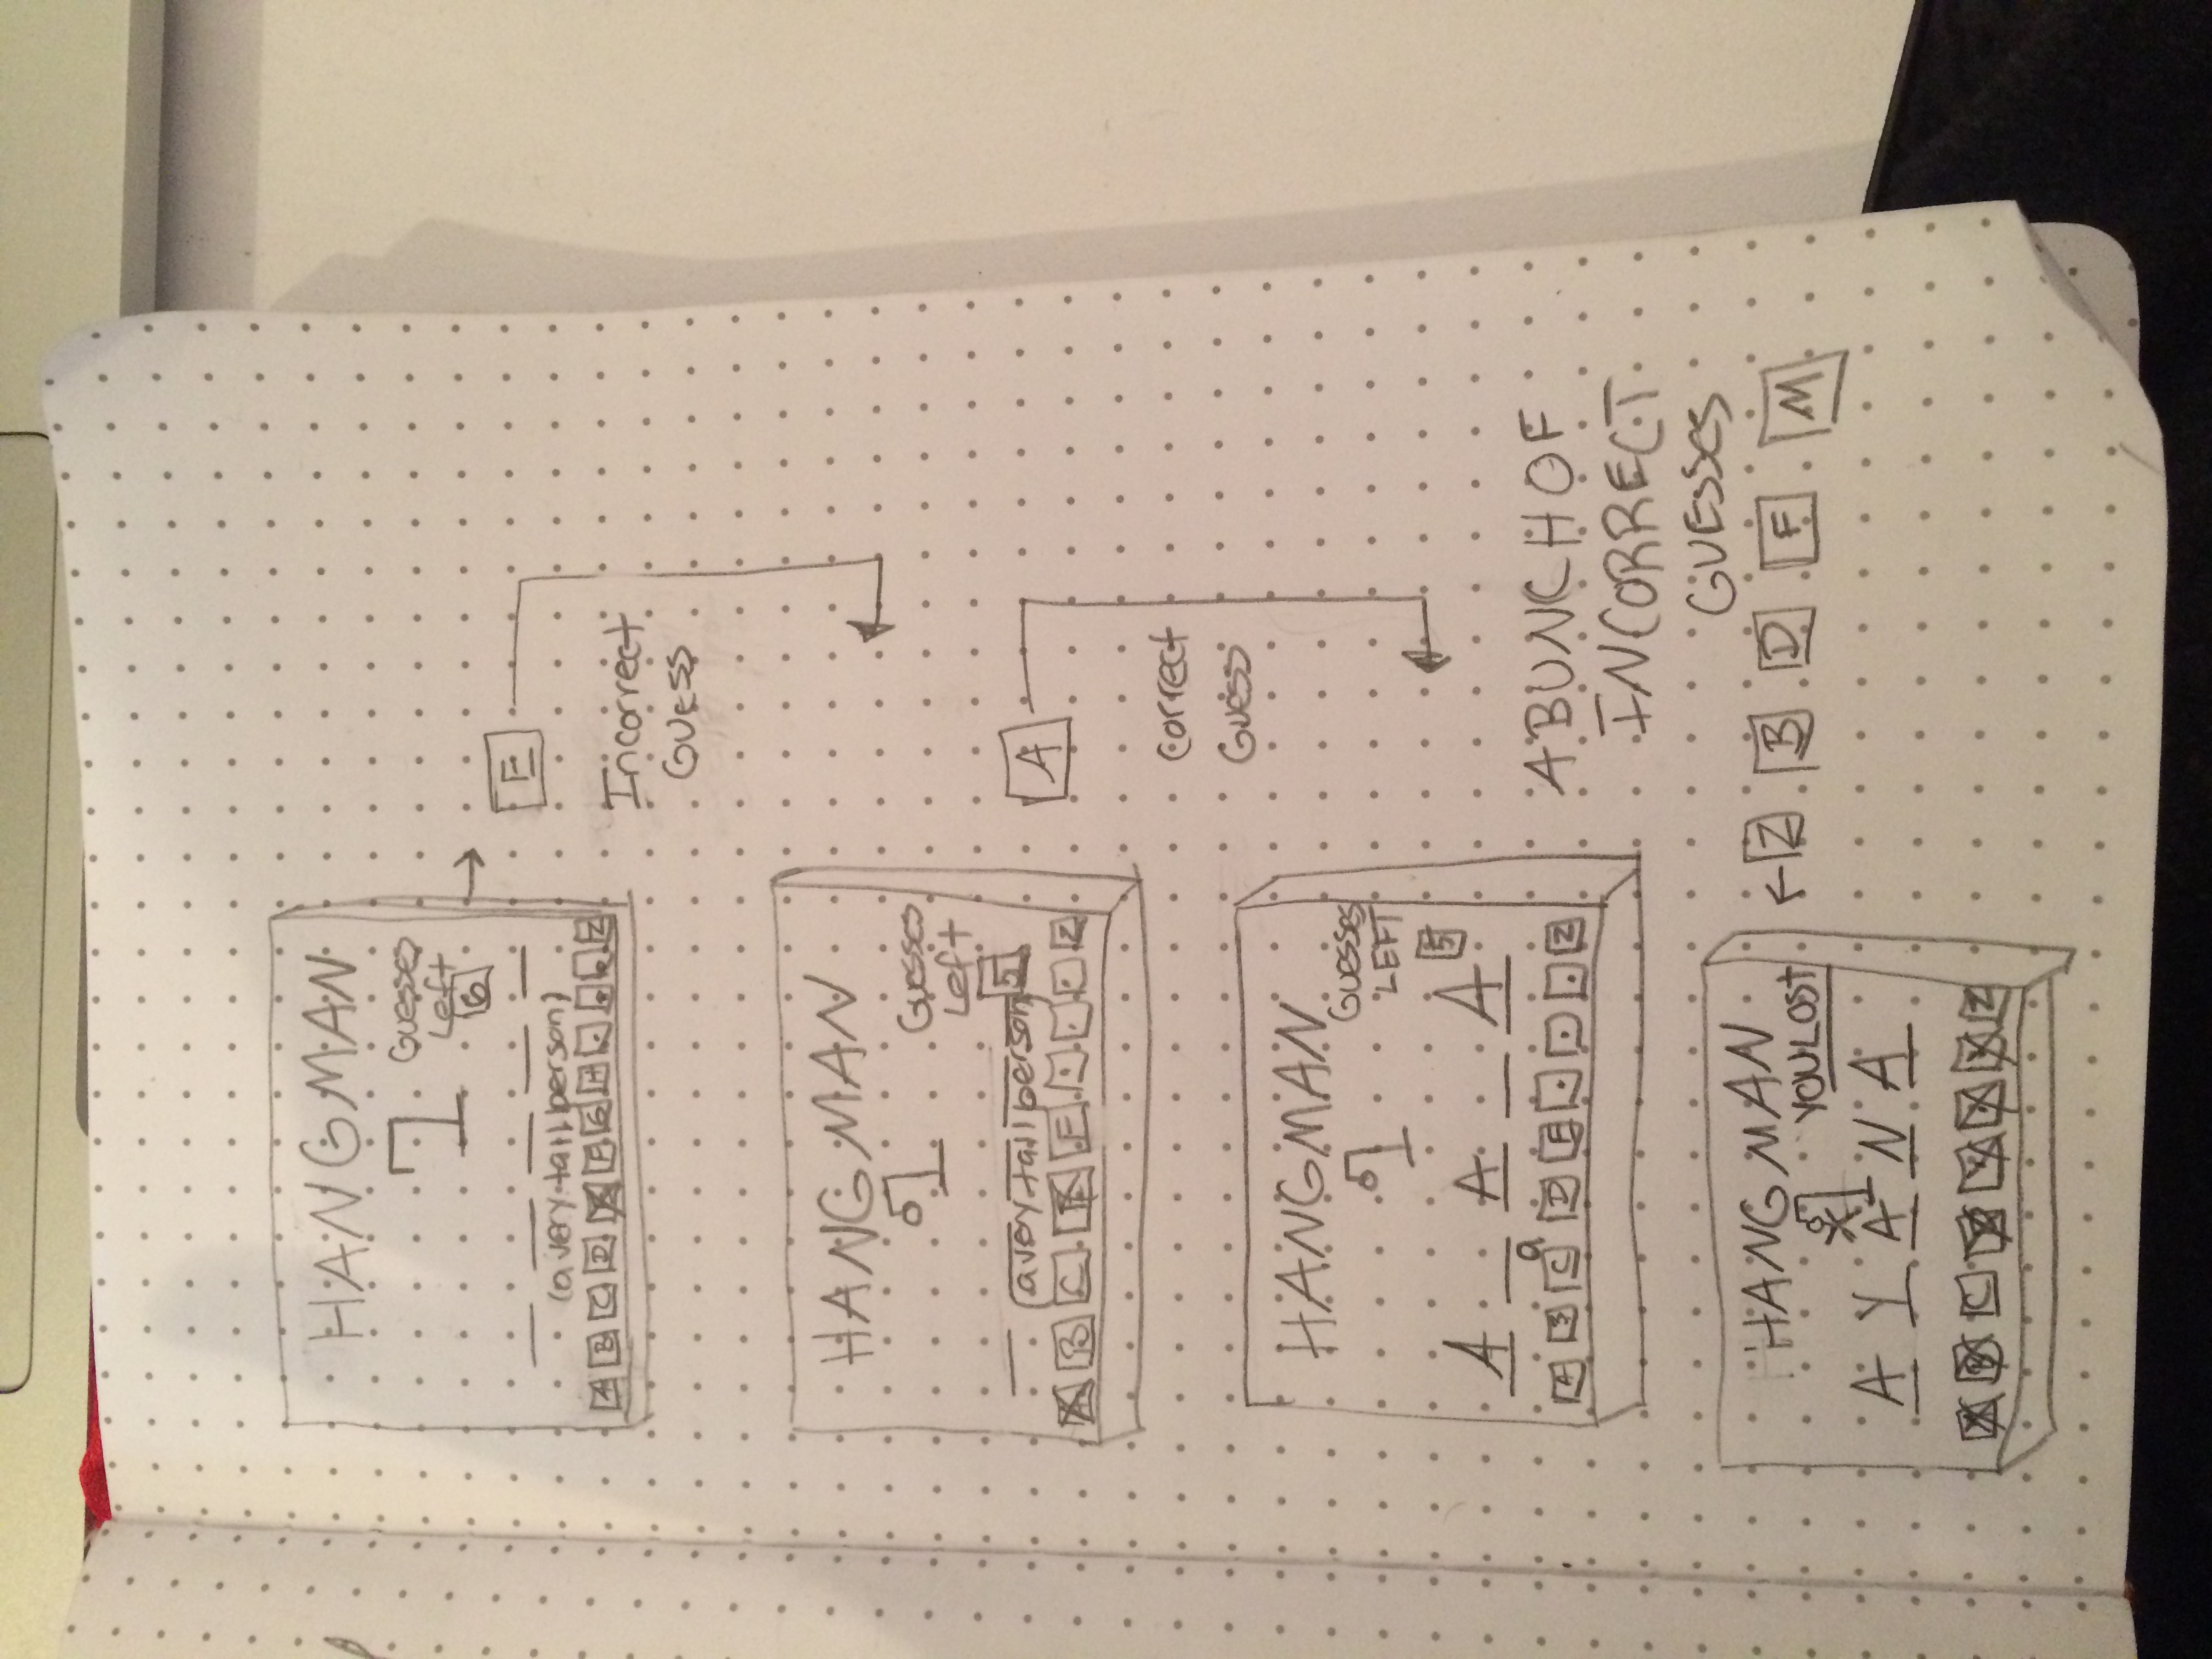 HANGMAN
Guesses
Left
6
(a very tall person)
A B C D F G H Z
E
Incorrect
Guess
HANGMAN
Guesses
Left
5
(a very tall person)
A B C E Z
A
Correct
Guess
HANGMAN
Guesses
LEFT
5
A _ A _ A
a
A B C D E Z
A BUNCH OF
INCORRECT
GUESSES
Z B D F M
HANGMAN
YOU LOST
A Y A N A
A B C Z